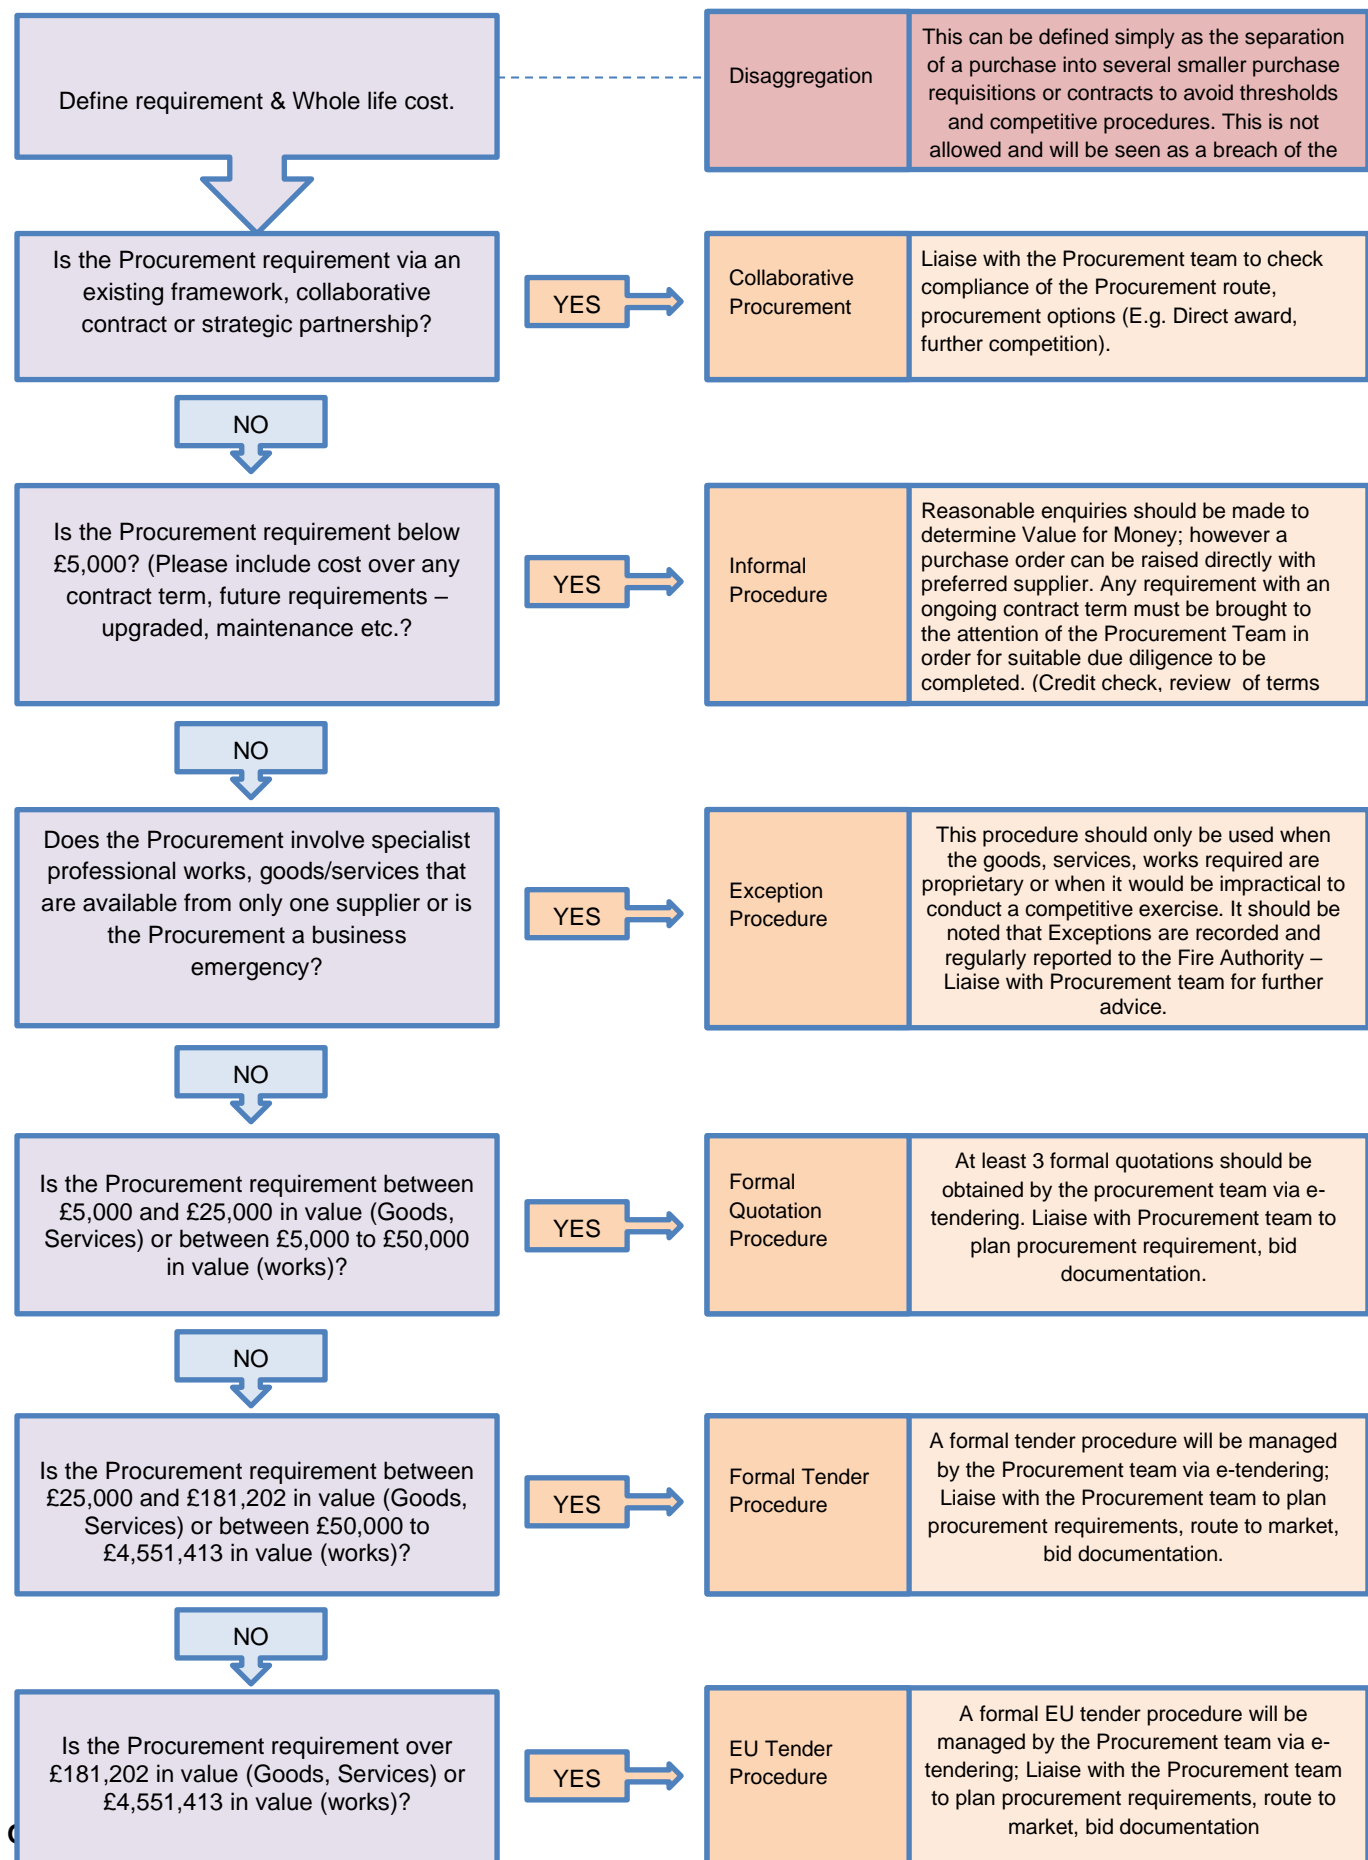 Define requirement & Whole life cost.
Disaggregation
This can be defined simply as the separation
of a purchase into several smaller purchase
requisitions or contracts to avoid thresholds
and competitive procedures. This is not
allowed and will be seen as a breach of the
Is the Procurement requirement via an
existing framework, collaborative
contract or strategic partnership?
YES
Collaborative
Procurement
Liaise with the Procurement team to check
compliance of the Procurement route,
procurement options (E.g. Direct award,
further competition).
NO
Is the Procurement requirement below
£5,000? (Please include cost over any
contract term, future requirements –
upgraded, maintenance etc.?
YES
Informal
Procedure
Reasonable enquiries should be made to
determine Value for Money; however a
purchase order can be raised directly with
preferred supplier. Any requirement with an
ongoing contract term must be brought to
the attention of the Procurement Team in
order for suitable due diligence to be
completed. (Credit check, review of terms
NO
Does the Procurement involve specialist
professional works, goods/services that
are available from only one supplier or is
the Procurement a business
emergency?
YES
Exception
Procedure
This procedure should only be used when
the goods, services, works required are
proprietary or when it would be impractical to
conduct a competitive exercise. It should be
noted that Exceptions are recorded and
regularly reported to the Fire Authority –
Liaise with Procurement team for further
advice.
NO
Is the Procurement requirement between
£5,000 and £25,000 in value (Goods,
Services) or between £5,000 to £50,000
in value (works)?
YES
Formal
Quotation
Procedure
At least 3 formal quotations should be
obtained by the procurement team via e-
tendering. Liaise with Procurement team to
plan procurement requirement, bid
documentation.
NO
Is the Procurement requirement between
£25,000 and £181,202 in value (Goods,
Services) or between £50,000 to
£4,551,413 in value (works)?
YES
Formal Tender
Procedure
A formal tender procedure will be managed
by the Procurement team via e-tendering;
Liaise with the Procurement team to plan
procurement requirements, route to market,
bid documentation.
NO
Is the Procurement requirement over
£181,202 in value (Goods, Services) or
£4,551,413 in value (works)?
YES
EU Tender
Procedure
A formal EU tender procedure will be
managed by the Procurement team via e-
tendering; Liaise with the Procurement team
to plan procurement requirements, route to
market, bid documentation